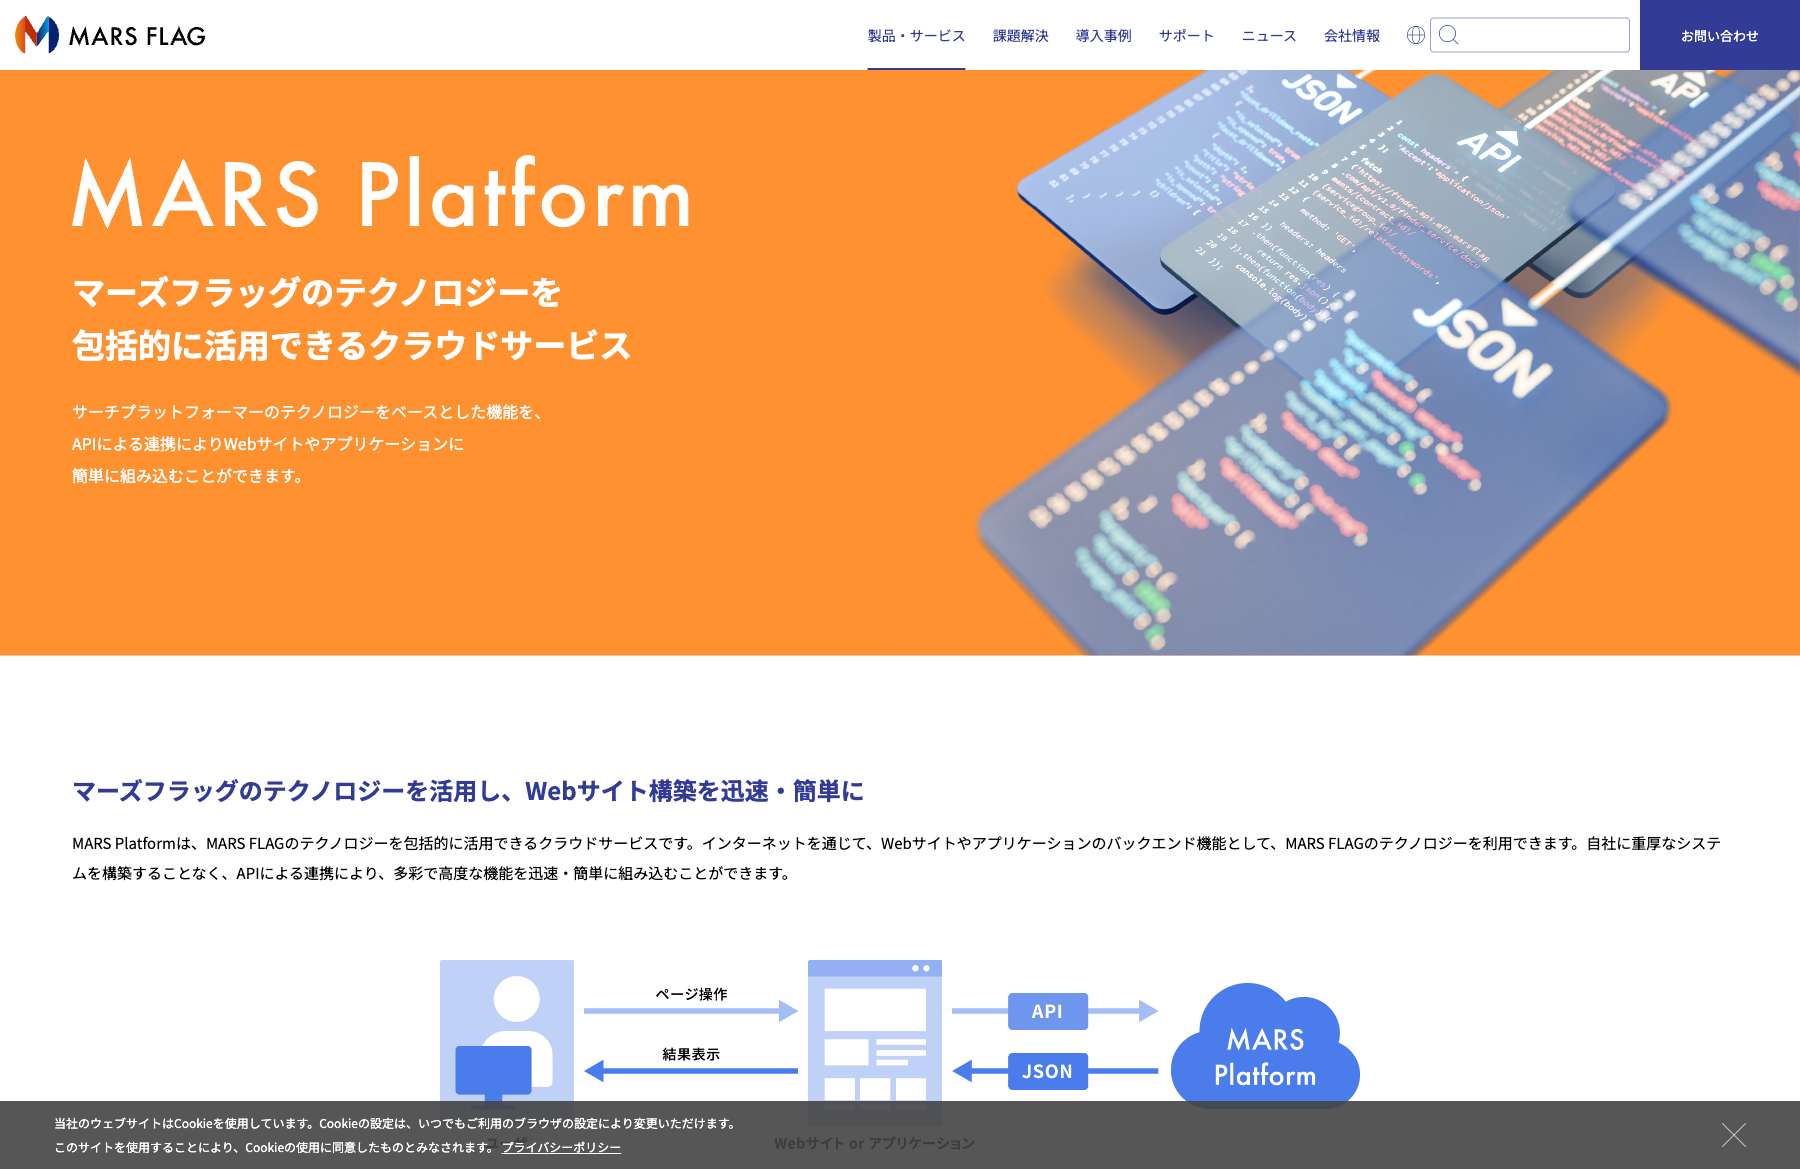 MARS FLAG
製品・サービス
課題解決
導入事例
サポート
ニュース
会社情報
お問い合わせ
MARS Platform
マーズフラッグのテクノロジーを
包括的に活用できるクラウドサービス
サーチプラットフォーマーのテクノロジーをベースとした機能を、
APIによる連携によりWebサイトやアプリケーションに
簡単に組み込むことができます。
JSON
API
API
JSON
マーズフラッグのテクノロジーを活用し、Webサイト構築を迅速・簡単に
MARS Platformは、MARS FLAGのテクノロジーを包括的に活用できるクラウドサービスです。インターネットを通じて、Webサイトやアプリケーションのバックエンド機能として、MARS FLAGのテクノロジーを利用できます。自社に重厚なシステ
ムを構築することなく、APIによる連携により、多彩で高度な機能を迅速・簡単に組み込むことができます。
ページ操作
結果表示
API
JSON
MARS
Platform
Webサイト or アプリケーション
当社のウェブサイトはCookieを使用しています。Cookieの設定は、いつでもご利用のブラウザの設定により変更いただけます。
このサイトを使用することにより、Cookieの使用に同意したものとみなされます。 プライバシーポリシー